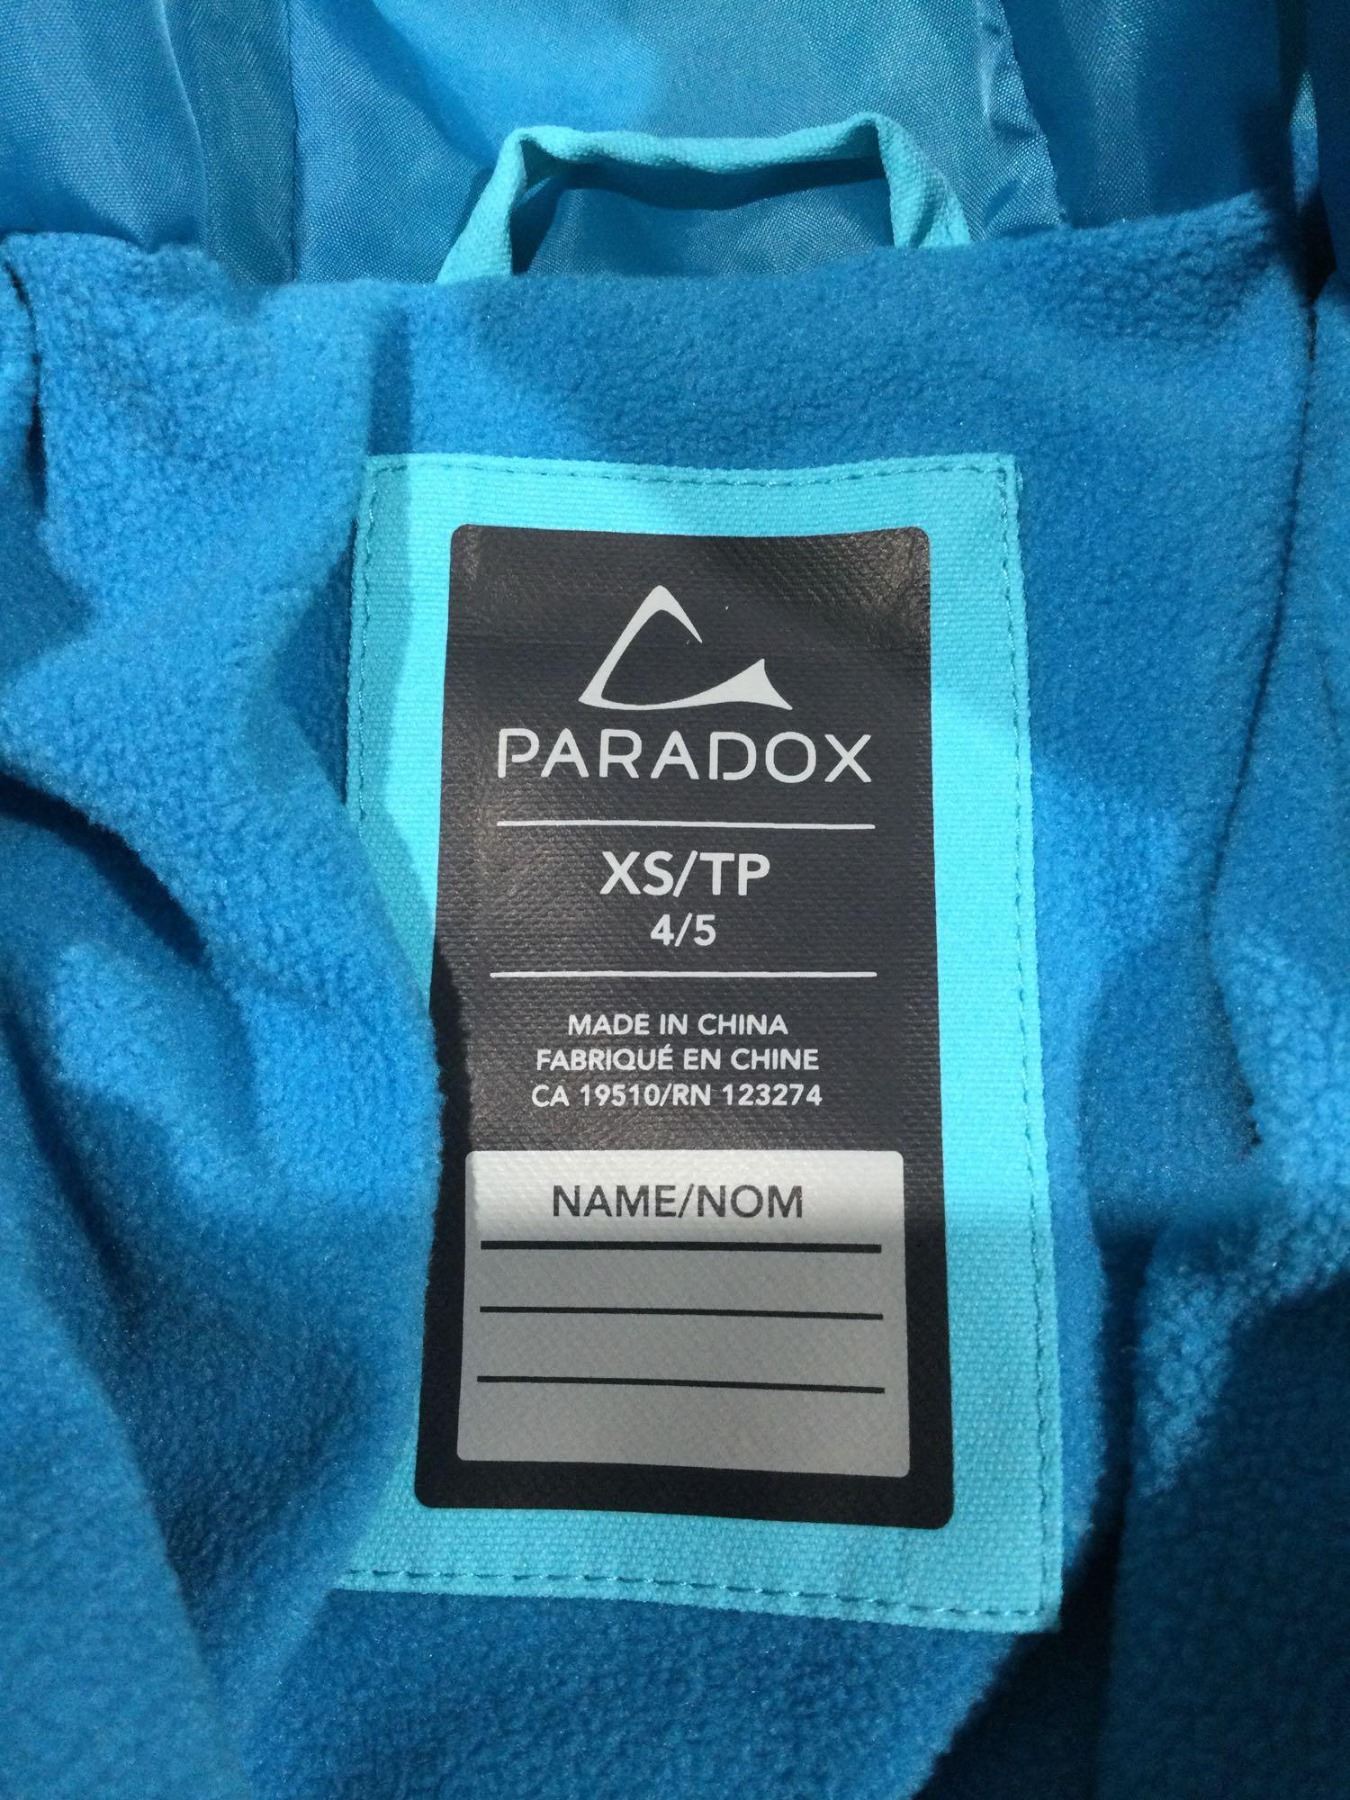 PARADOX
XS/TP
4/5
MADE IN CHINA
FABRIQUÉ EN CHINE
CA 19510/RN 123274
NAME/NOM